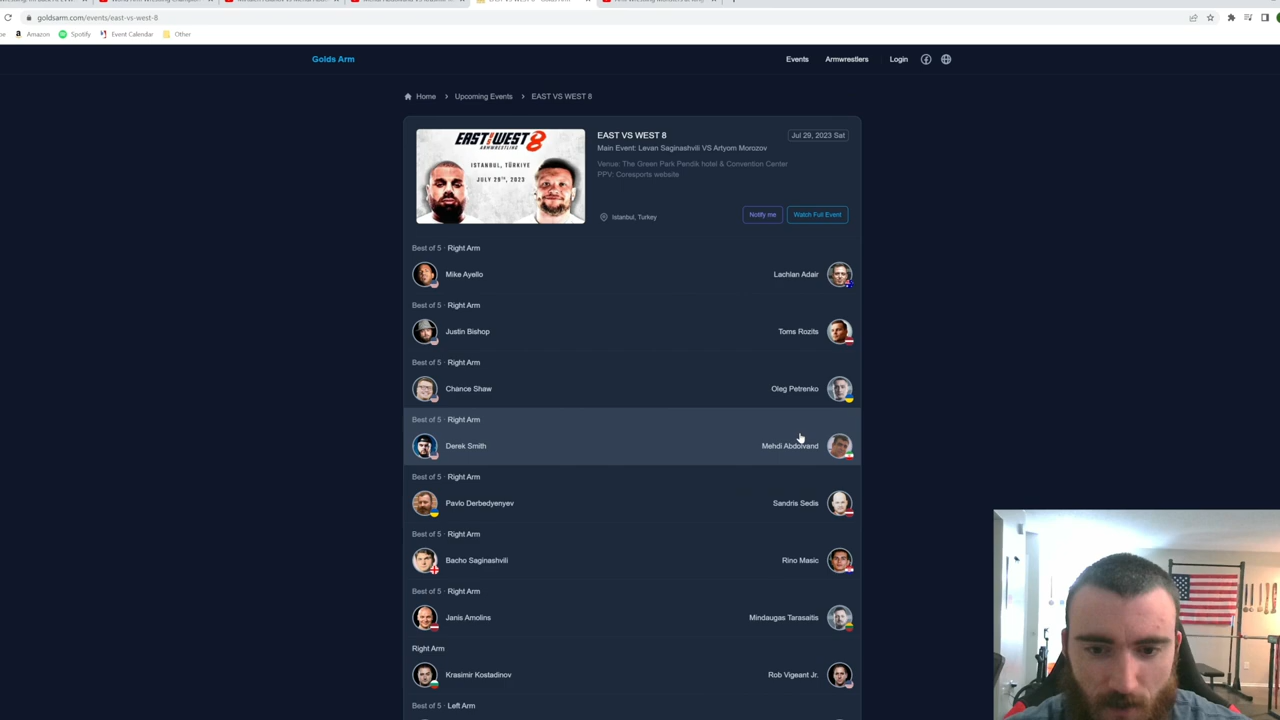 goldsarm.com/events/east-vs-west-8
Amazon
Spotify
Event Calendar
Other
Golds Arm
Events
Armwrestlers
Login
Home
Upcoming Events
EAST VS WEST 8
EAST VS WEST 8
ARMWRESTLING
ISTANBUL, TÜRKIYE
JULY 29TH, 2023
EAST VS WEST 8
Jul 29, 2023 Sat
Main Event: Levan Saginashvili VS Artyom Morozov
Venue: The Green Park Pendik hotel & Convention Center
PPV: Coresports website
Istanbul, Turkey
Notify me
Watch Full Event
Best of 5 · Right Arm
Mike Ayello
Lachlan Adair
Best of 5 · Right Arm
Justin Bishop
Toms Rozits
Best of 5 · Right Arm
Chance Shaw
Oleg Petrenko
Best of 5 · Right Arm
Derek Smith
Mehdi Abdolvand
Best of 5 · Right Arm
Pavlo Derbedyenyev
Sandris Sedis
Best of 5 · Right Arm
Bacho Saginashvili
Rino Masic
Best of 5 · Right Arm
Janis Amolins
Mindaugas Tarasaitis
Right Arm
Krasimir Kostadinov
Rob Vigeant Jr.
Best of 5 · Left Arm